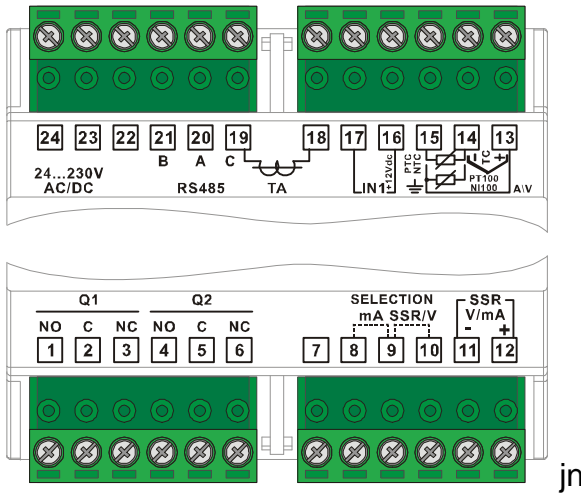 24 23 22 21 20 19 18 17 16 15 14 13
B A C
24...230V
AC/DC
RS485
TA
IN1
+12Vdc
PTC
NTC
- TC +
PT100
NI100
A\V
Q1 Q2
NO C NC NO C NC
1 2 3 4 5 6
SELECTION
mA SSR/V
SSR
V/mA
- +
7 8 9 10 11 12
jn